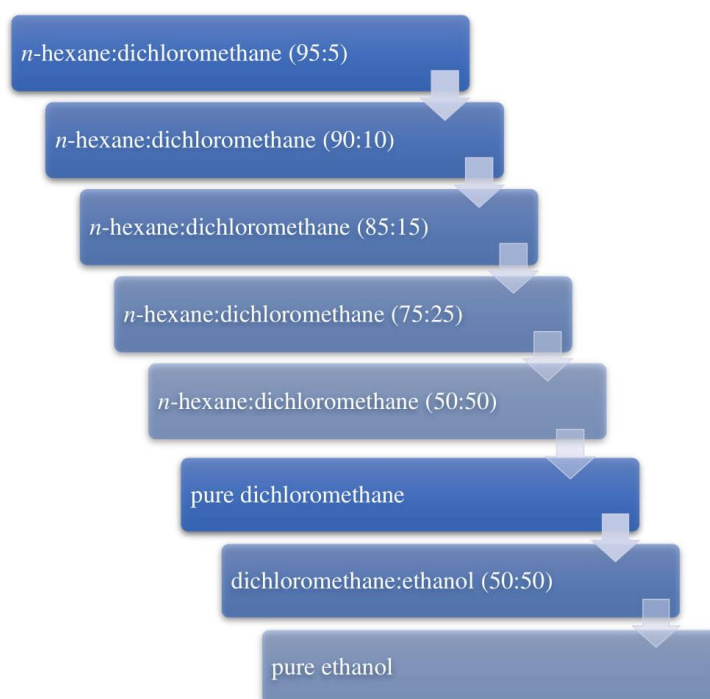 n-hexane:dichloromethane (95:5)
n-hexane:dichloromethane (90:10)
n-hexane:dichloromethane (85:15)
n-hexane:dichloromethane (75:25)
n-hexane:dichloromethane (50:50)
pure dichloromethane
dichloromethane:ethanol (50:50)
pure ethanol